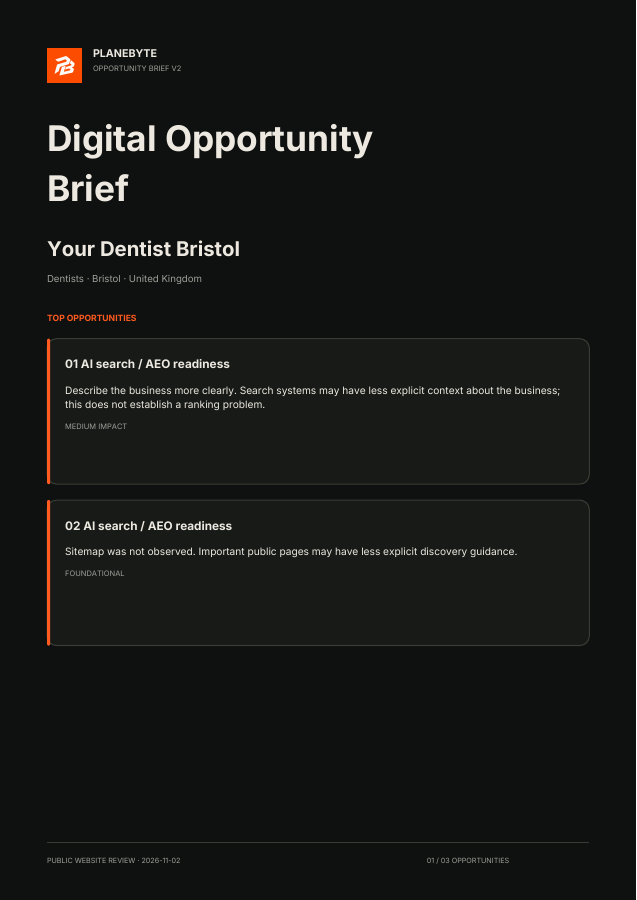 PLANEBYTE
OPPORTUNITY BRIEF V2
Digital Opportunity
Brief
Your Dentist Bristol
Dentists · Bristol · United Kingdom
TOP OPPORTUNITIES
01 AI search / AEO readiness
Describe the business more clearly. Search systems may have less explicit context about the business;
this does not establish a ranking problem.
MEDIUM IMPACT
02 AI search / AEO readiness
Sitemap was not observed. Important public pages may have less explicit discovery guidance.
FOUNDATIONAL
PUBLIC WEBSITE REVIEW · 2026-11-02
01 / 03 OPPORTUNITIES